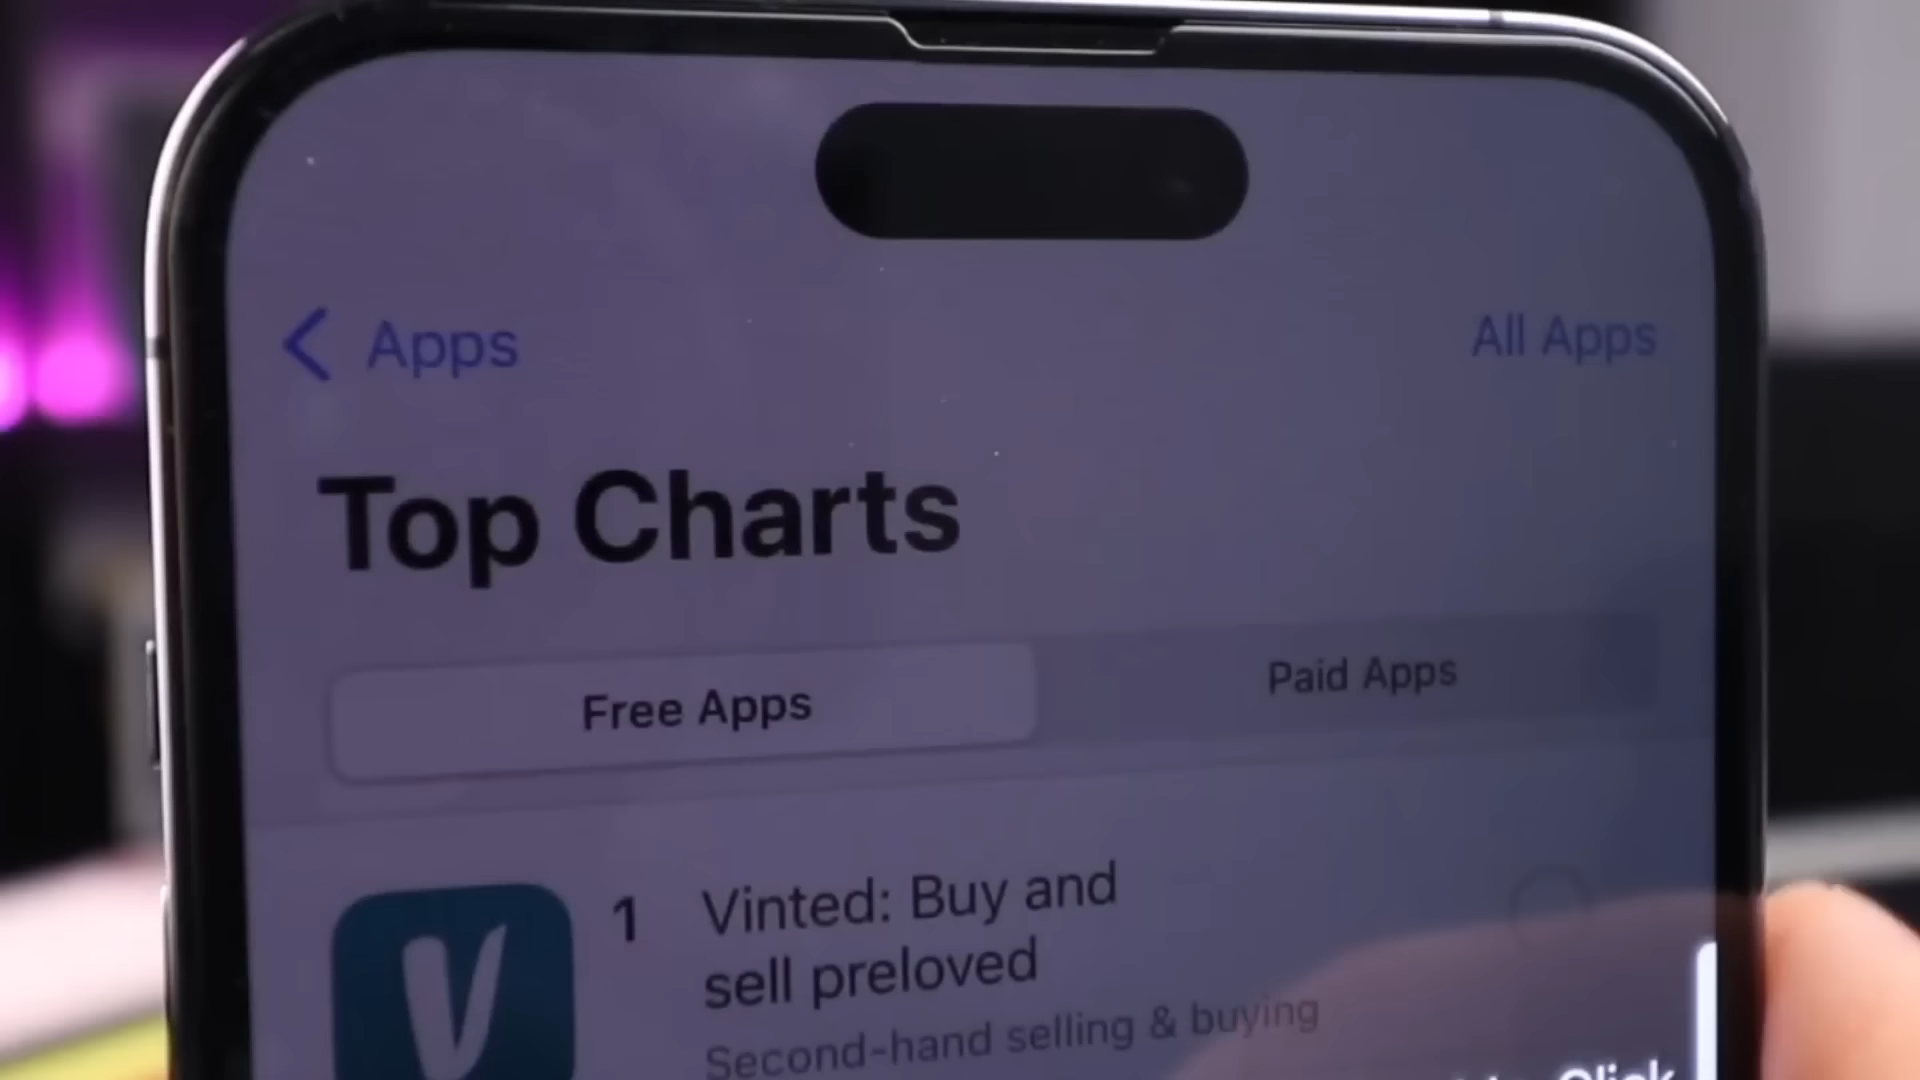 Apps
All Apps
Top Charts
Free Apps
Paid Apps
1
Vinted: Buy and
sell preloved
Second-hand selling & buying
Click